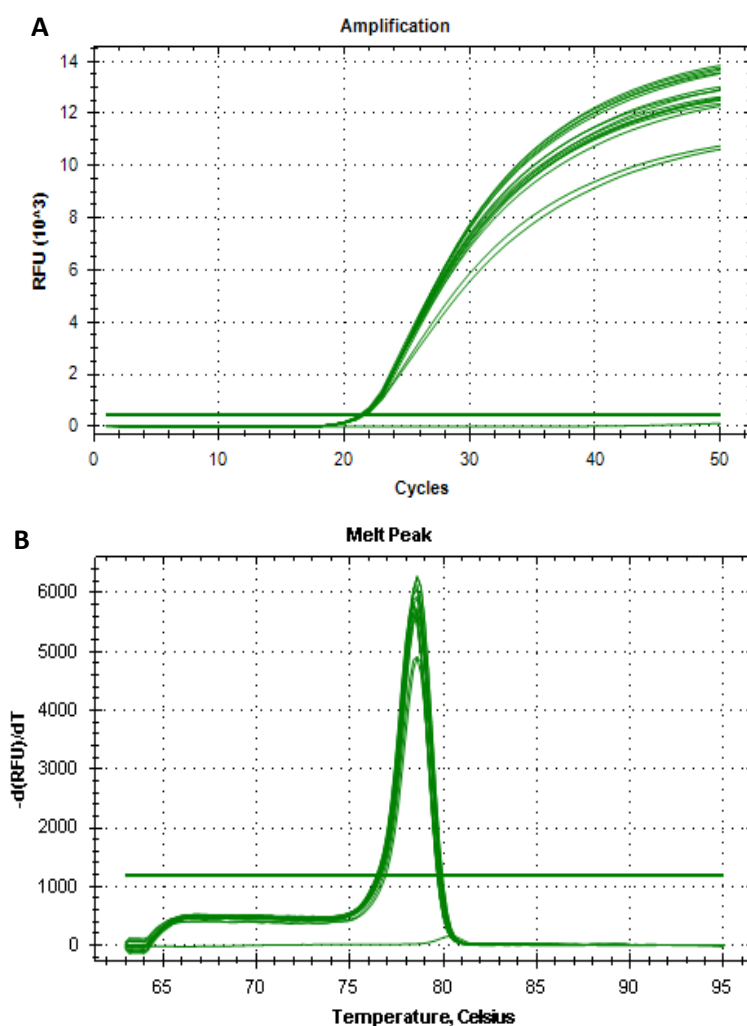 A
Amplification
14
12
10
8
6
4
2
0
RFU (10^3)
0 10 20 30 40 50
Cycles
B
Melt Peak
6000
5000
4000
3000
2000
1000
0
-d(RFU)/dT
65 70 75 80 85 90 95
Temperature, Celsius